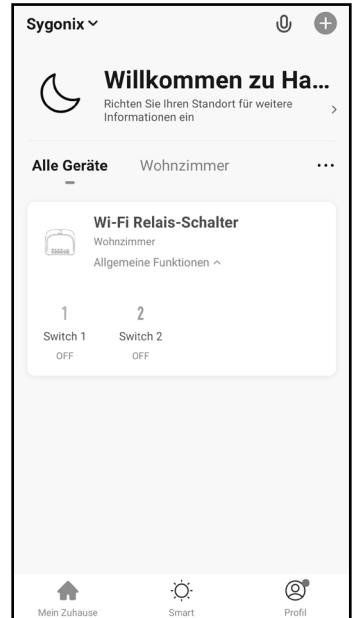 Sygonix
Willkommen zu Ha...
Richten Sie Ihren Standort für weitere
Informationen ein
Alle Geräte
Wohnzimmer
Wi-Fi Relais-Schalter
Wohnzimmer
Allgemeine Funktionen
1 2
Switch 1 Switch 2
OFF OFF
Mein Zuhause Smart Profil